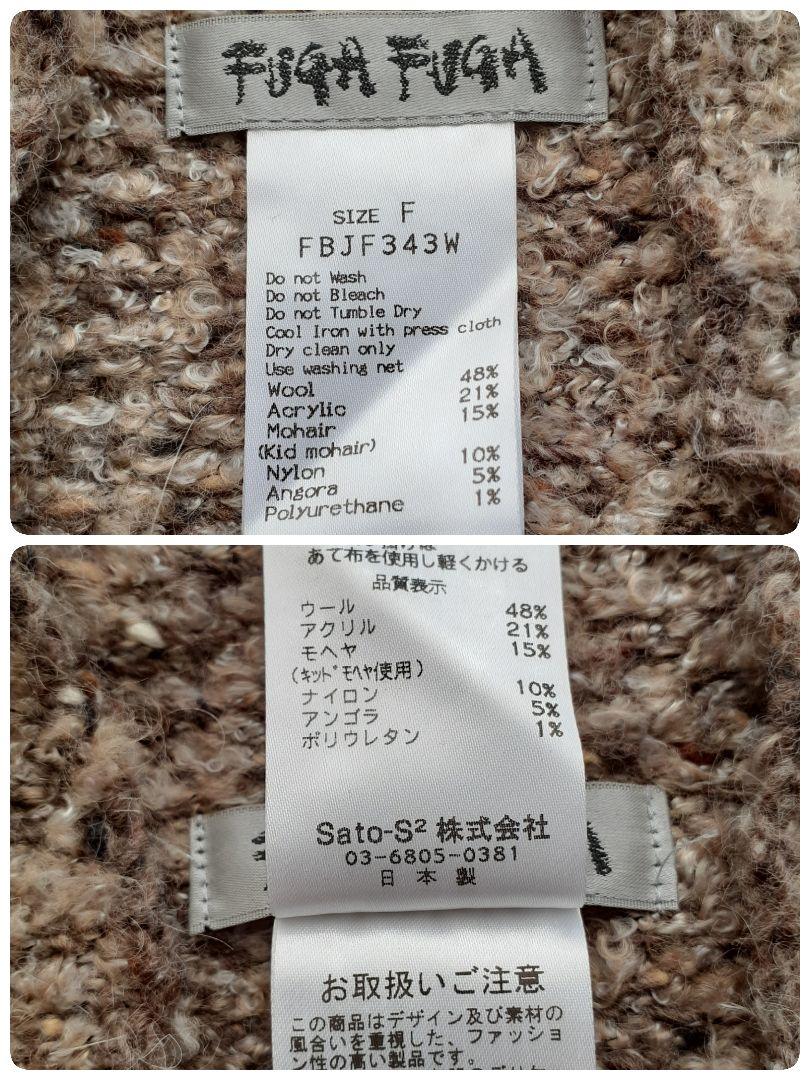 FUGA FUGA
SIZE F
FBJF343W
Do not Wash
Do not Bleach
Do not Tumble Dry
Cool Iron with press cloth
Dry clean only
Use washing net
Wool 48%
Acrylic 21%
Mohair 15%
(Kid mohair)
Nylon 10%
Angora 5%
Polyurethane 1%
あて布を使用し軽くかける
品質表示
ウール 48%
アクリル 21%
モヘヤ 15%
(キッドモヘヤ使用)
ナイロン 10%
アンゴラ 5%
ポリウレタン 1%
Sato-S² 株式会社
03-6805-0381
日本製
お取扱いご注意
この商品はデザイン及び素材の
風合いを重視した、ファッショ
ン性の高い製品です。